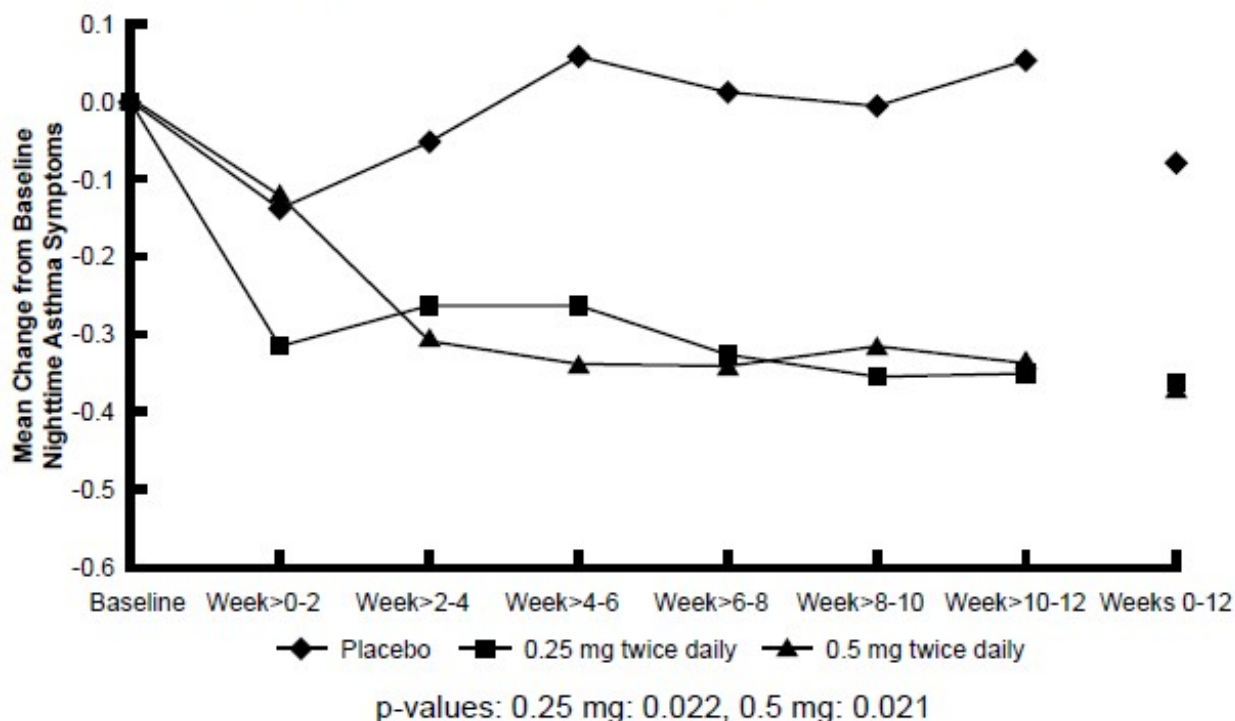 0.1
0.0
-0.1
-0.2
-0.3
-0.4
-0.5
-0.6
Mean Change from Baseline
Nighttime Asthma Symptoms
Baseline Week>0-2 Week>2-4 Week>4-6 Week>6-8 Week>8-10 Week>10-12 Weeks 0-12
Placebo 0.25 mg twice daily 0.5 mg twice daily
p-values: 0.25 mg: 0.022, 0.5 mg: 0.021